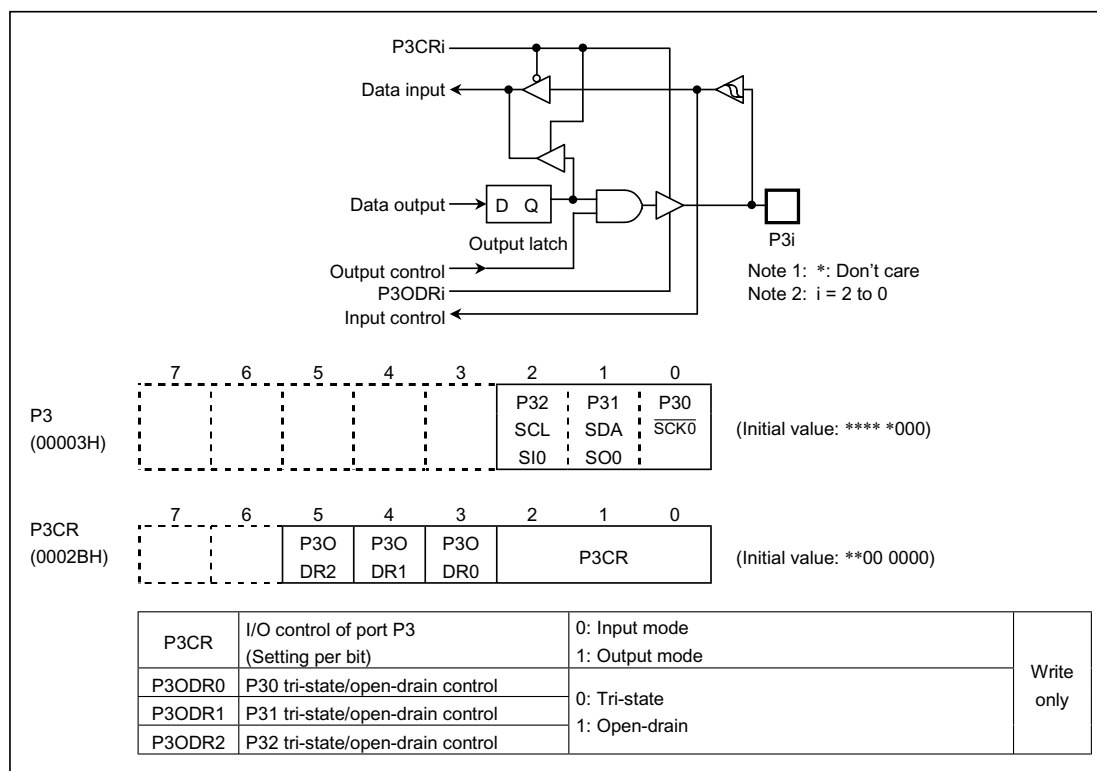 P3CRi
Data input
Data output
D Q
Output latch
P3i
Output control
P3ODRi
Input control
Note 1: *: Don't care
Note 2: i = 2 to 0
7 6 5 4 3 2 1 0
P3
(00003H)
P32 P31 P30
SCL SDA SCK0
SI0 SO0
(Initial value: **** *000)
7 6 5 4 3 2 1 0
P3CR
(0002BH)
P3O P3O P3O P3CR
DR2 DR1 DR0
(Initial value: **00 0000)
P3CR I/O control of port P3 0: Input mode
(Setting per bit) 1: Output mode
P3ODR0 P30 tri-state/open-drain control
P3ODR1 P31 tri-state/open-drain control
P3ODR2 P32 tri-state/open-drain control
0: Tri-state
1: Open-drain
Write
only